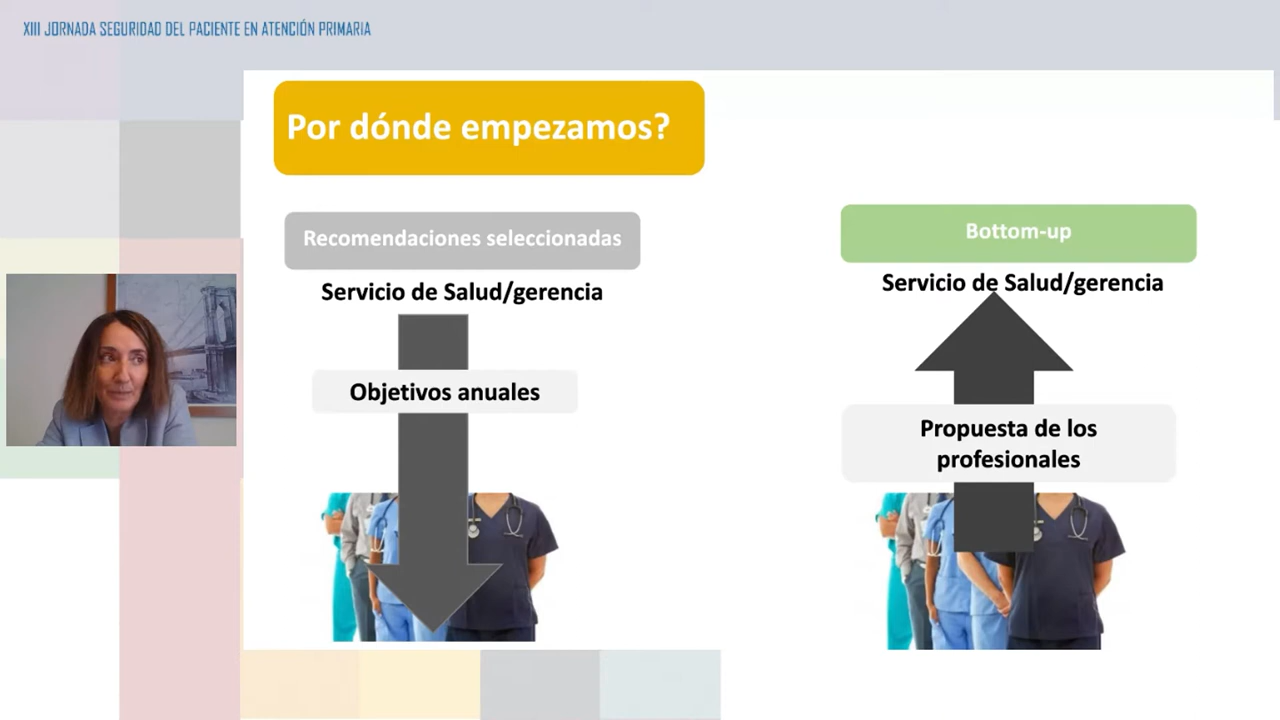 XIII JORNADA SEGURIDAD DEL PACIENTE EN ATENCIÓN PRIMARIA
Por dónde empezamos?
Recomendaciones seleccionadas
Servicio de Salud/gerencia
Objetivos anuales
Bottom-up
Servicio de Salud/gerencia
Propuesta de los
profesionales